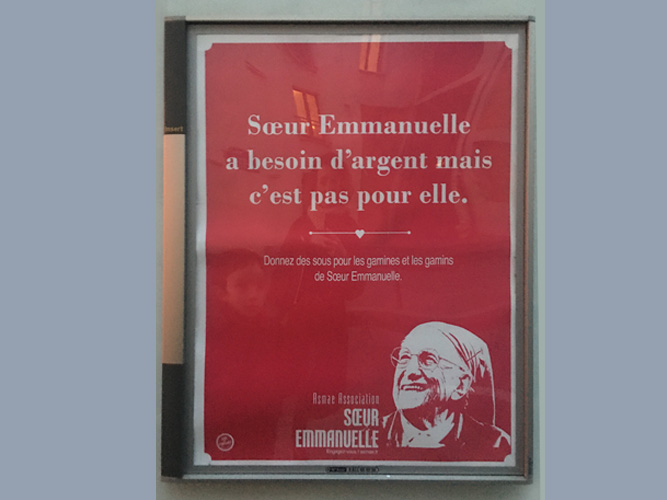 insert
Sœur Emmanuelle
a besoin d'argent mais
c'est pas pour elle.
Donnez des sous pour les gamines et les gamins
de Sœur Emmanuelle.
Asmae Association
SŒUR
EMMANUELLE